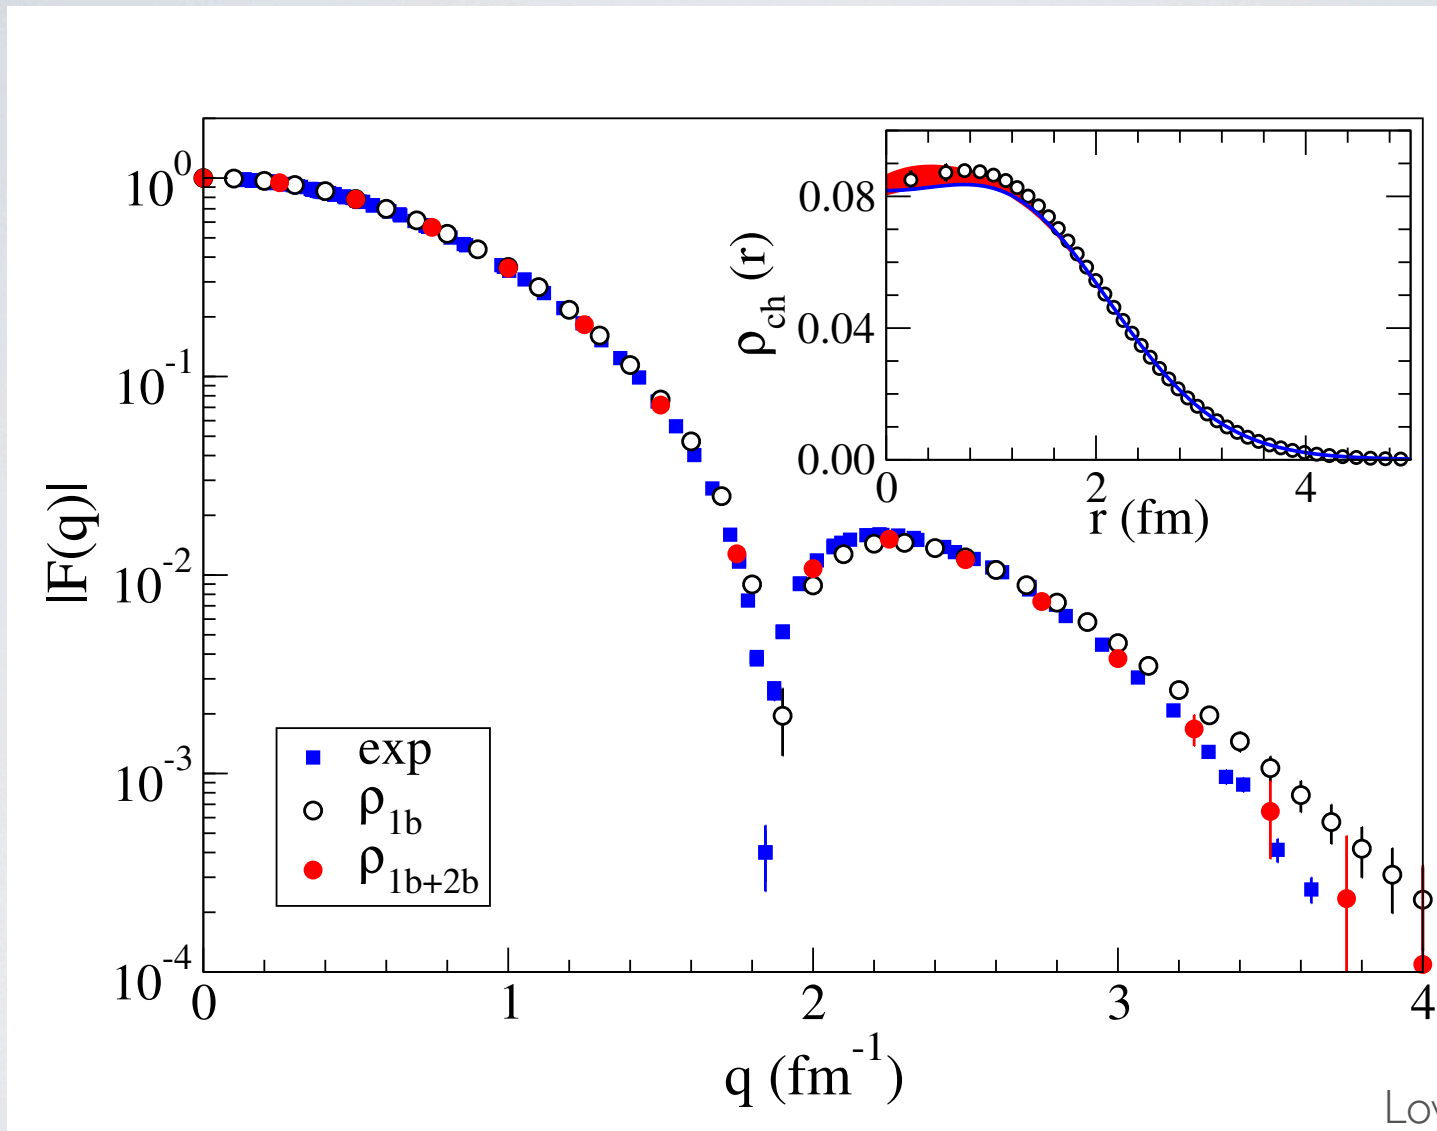 10^0
10^-1
10^-2
10^-3
10^-4
|F(q)|
0 1 2 3 4
q (fm^-1)
exp
ρ_1b
ρ_1b+2b
0.08
0.04
0.00
ρ_ch (r)
0 2 4
r (fm)